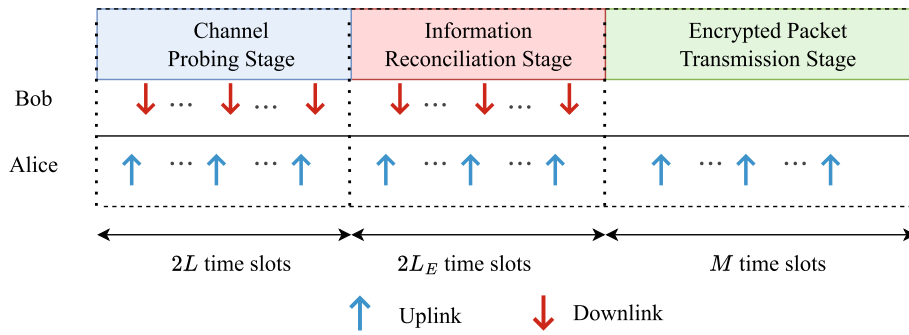 Channel
Probing Stage
Information
Reconciliation Stage
Encrypted Packet
Transmission Stage
Bob
... ... ... ...
Alice
... ... ... ... ... ...
2L time slots
2L_E time slots
M time slots
Uplink
Downlink